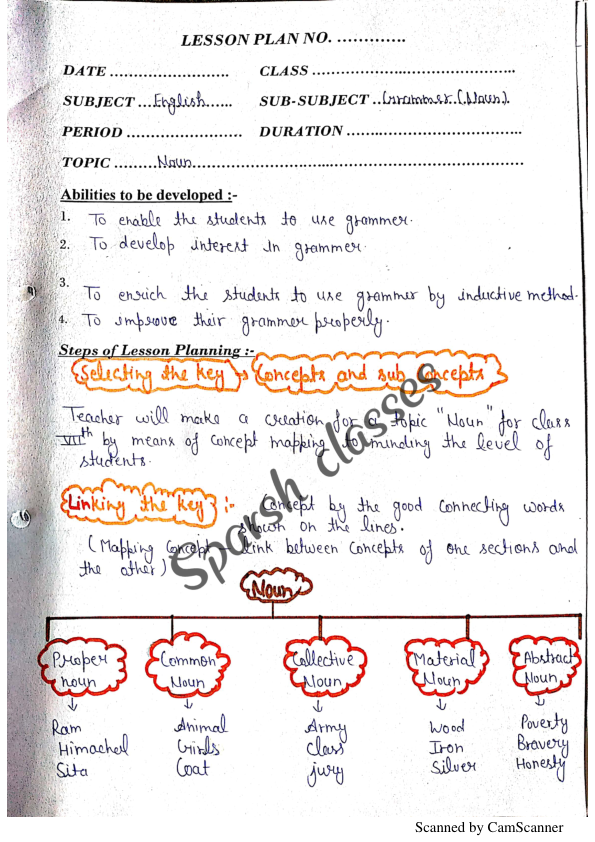 LESSON PLAN NO. .............
DATE ........................ CLASS .........................................
SUBJECT ...English...... SUB-SUBJECT ..Grammer.(Noun).
PERIOD ....................... DURATION ..................................
TOPIC .........Noun...................................................................
Abilities to be developed :-
1. To enable the students to use grammer.
2. To develop interest in grammer.
3. To enrich the students to use grammer by inductive method.
4. To improve their grammer properly.
Steps of Lesson Planning :-
Selecting the key Concepts and sub concepts
Teacher will make a creation for a topic "Noun" for class
VIIth by means of concept mapping to minding the level of
students.
Linking the key :- Concept by the good connecting words
shown on the lines.
(Mapping Concept - Link between concepts of one sections and
the other)
Sparsh classes
Noun
Proper noun Common Noun Collective Noun Material Noun Abstract Noun
Ram Animal Army Wood Poverty
Himachel Girls Class Iron Bravery
Sita Coat jury Silver Honesty
Scanned by CamScanner